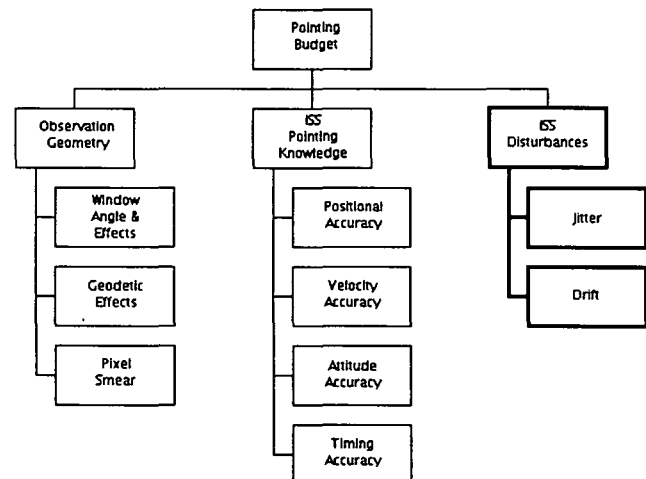 Pointing
Budget
Observation
Geometry
ISS
Pointing
Knowledge
ISS
Disturbances
Window
Angle &
Effects
Geodetic
Effects
Pixel
Smear
Positional
Accuracy
Velocity
Accuracy
Attitude
Accuracy
Timing
Accuracy
Jitter
Drift